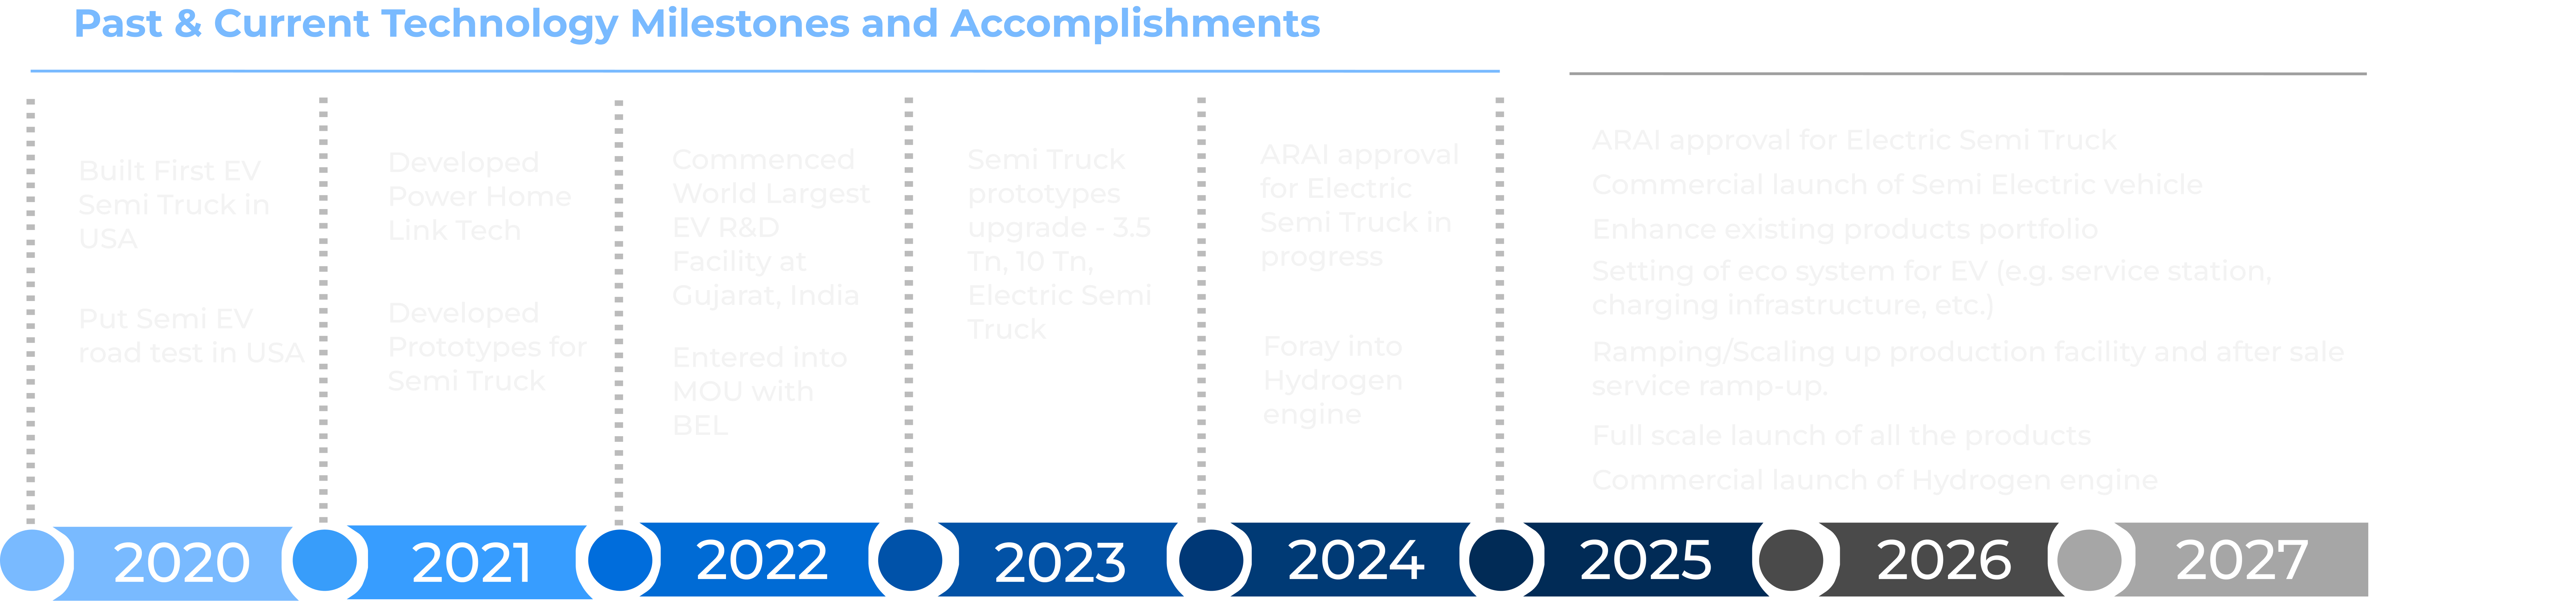 Past & Current Technology Milestones and Accomplishments
Built First EV
Semi Truck in
USA
Put Semi EV
road test in USA
Developed
Power Home
Link Tech
Developed
Prototypes for
Semi Truck
Commenced
World Largest
EV R&D
Facility at
Gujarat, India
Entered into
MOU with
BEL
Semi Truck
prototypes
upgrade - 3.5
Tn, 10 Tn,
Electric Semi
Truck
ARAI approval
for Electric
Semi Truck in
progress
Foray into
Hydrogen
engine
ARAI approval for Electric Semi Truck
Commercial launch of Semi Electric vehicle
Enhance existing products portfolio
Setting of eco system for EV (e.g. service station,
charging infrastructure, etc.)
Ramping/Scaling up production facility and after sale
service ramp-up.
Full scale launch of all the products
Commercial launch of Hydrogen engine
2020 2021 2022 2023 2024 2025 2026 2027